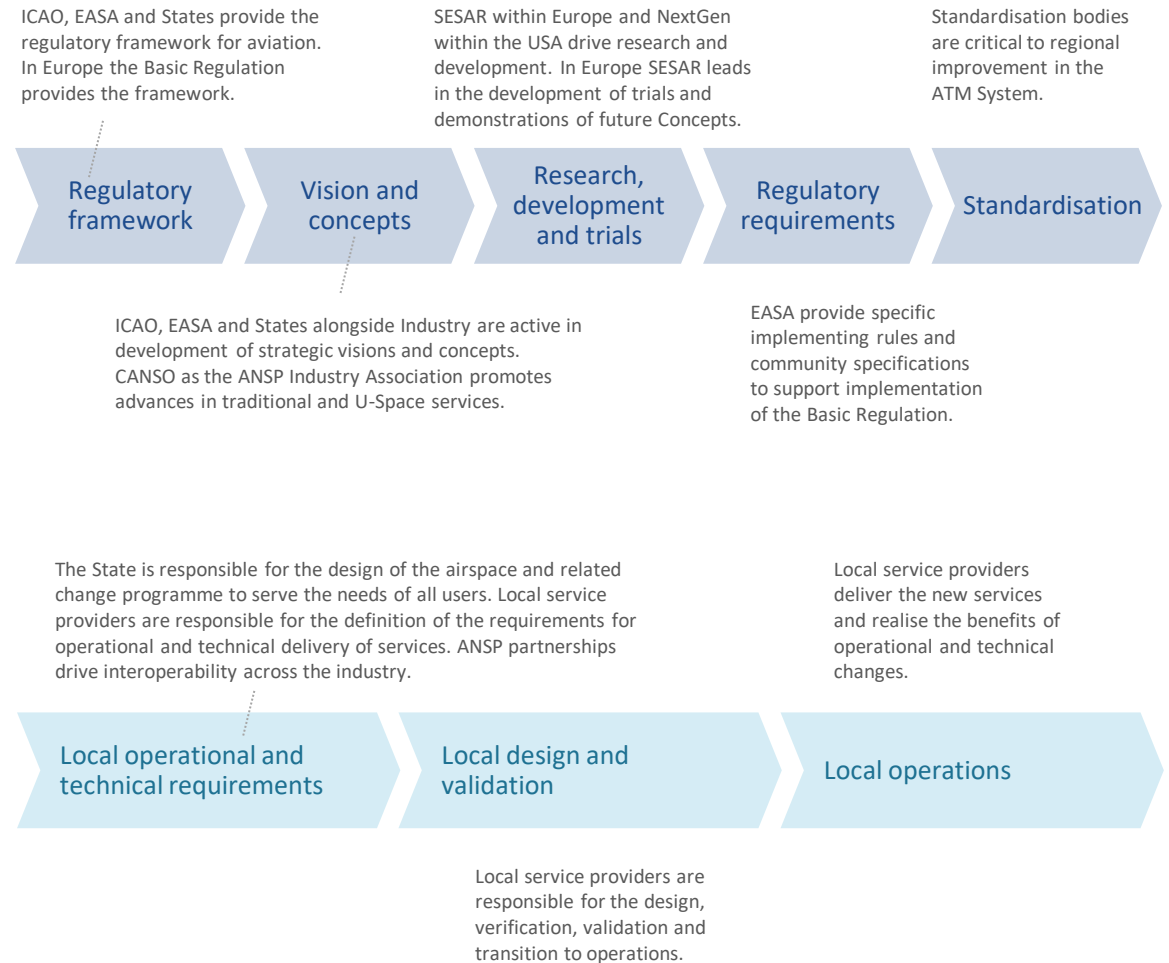 ICAO, EASA and States provide the
regulatory framework for aviation.
In Europe the Basic Regulation
provides the framework.
SESAR within Europe and NextGen
within the USA drive research and
development. In Europe SESAR leads
in the development of trials and
demonstrations of future Concepts.
Standardisation bodies
are critical to regional
improvement in the
ATM System.
Regulatory
framework
Vision and
concepts
Research,
development
and trials
Regulatory
requirements
Standardisation
ICAO, EASA and States alongside Industry are active in
development of strategic visions and concepts.
CANSO as the ANSP Industry Association promotes
advances in traditional and U-Space services.
EASA provide specific
implementing rules and
community specifications
to support implementation
of the Basic Regulation.
The State is responsible for the design of the airspace and related
change programme to serve the needs of all users. Local service
providers are responsible for the definition of the requirements for
operational and technical delivery of services. ANSP partnerships
drive interoperability across the industry.
Local service providers
deliver the new services
and realise the benefits of
operational and technical
changes.
Local operational and
technical requirements
Local design and
validation
Local operations
Local service providers are
responsible for the design,
verification, validation and
transition to operations.